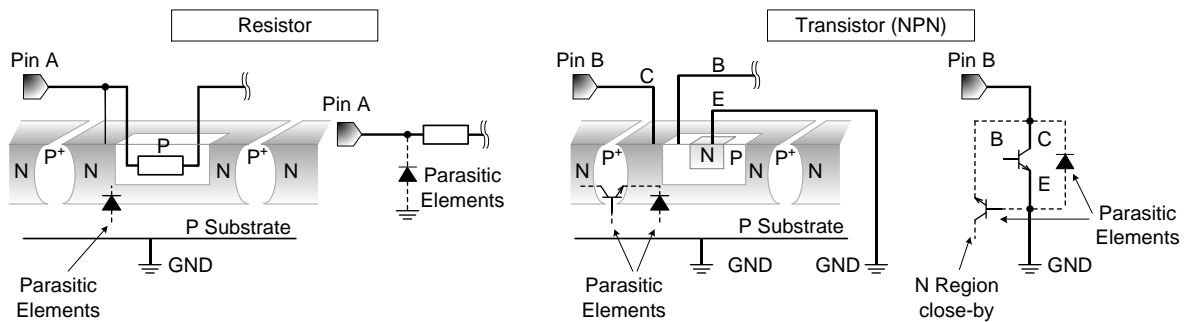 Resistor
Transistor (NPN)
Pin A
Pin B
Pin B
C
B
E
Pin A
P
N
P+
N
P+
N
N
P+
N
N
P
P+
N
B
C
E
Parasitic
Elements
P Substrate
GND
Parasitic
Elements
P Substrate
GND
GND
Parasitic
Elements
Parasitic
Elements
GND
N Region
close-by